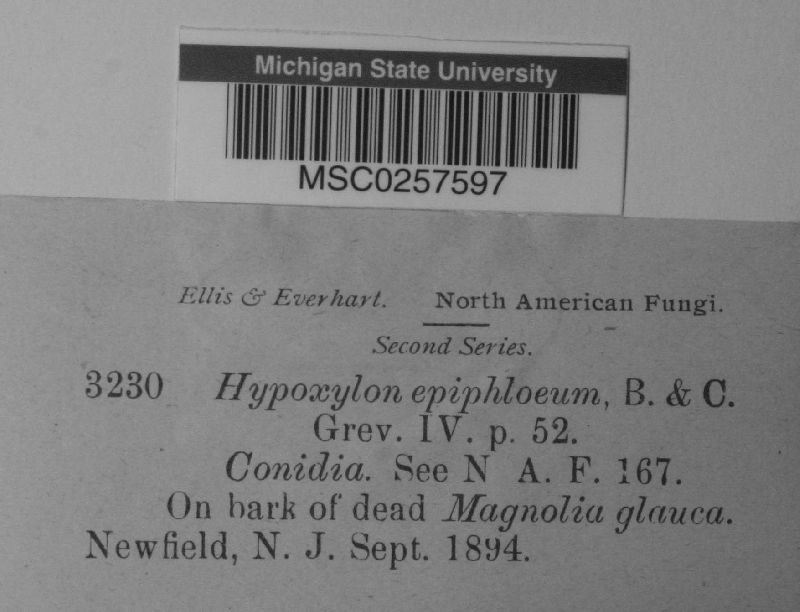 Michigan State University
MSC0257597
Ellis & Everhart. North American Fungi.
Second Series.
3230 Hypoxylon epiphloeum, B. & C.
Grev. IV. p. 52.
Conidia. See N A. F. 167.
On bark of dead Magnolia glauca.
Newfield, N. J. Sept. 1894.